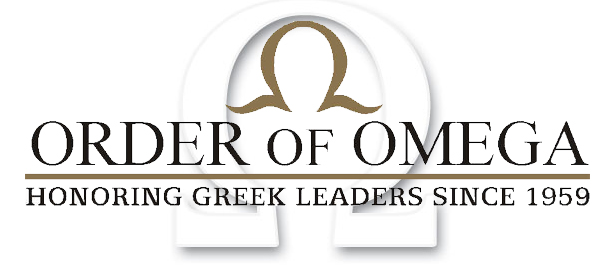 ORDER OF OMEGA
HONORING GREEK LEADERS SINCE 1959